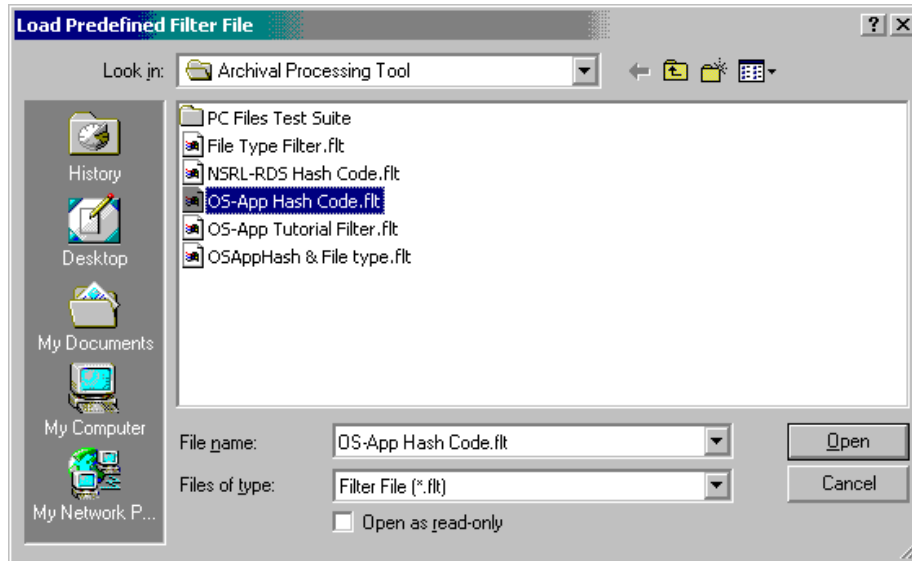 Load Predefined Filter File
Look in: Archival Processing Tool
PC Files Test Suite
File Type Filter.flt
NSRL-RDS Hash Code.flt
OS-App Hash Code.flt
OS-App Tutorial Filter.flt
OSAppHash & File type.flt
History
Desktop
My Documents
My Computer
My Network P...
File name: OS-App Hash Code.flt Open
Files of type: Filter File (*.flt) Cancel
Open as read-only